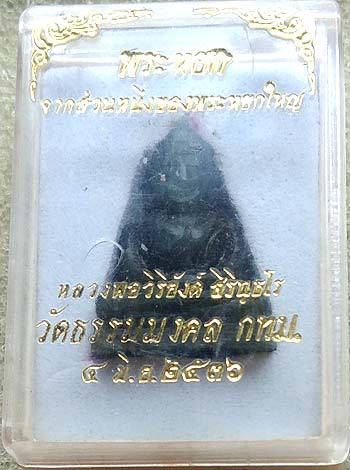 พระหยก
จากส่วนหนึ่งของพระหยกใหญ่
หลวงพ่อวิริยังค์ สิรินฺธโร
วัดธรรมมงคล กทม.
๕ มี.ค.๒๕๓๖